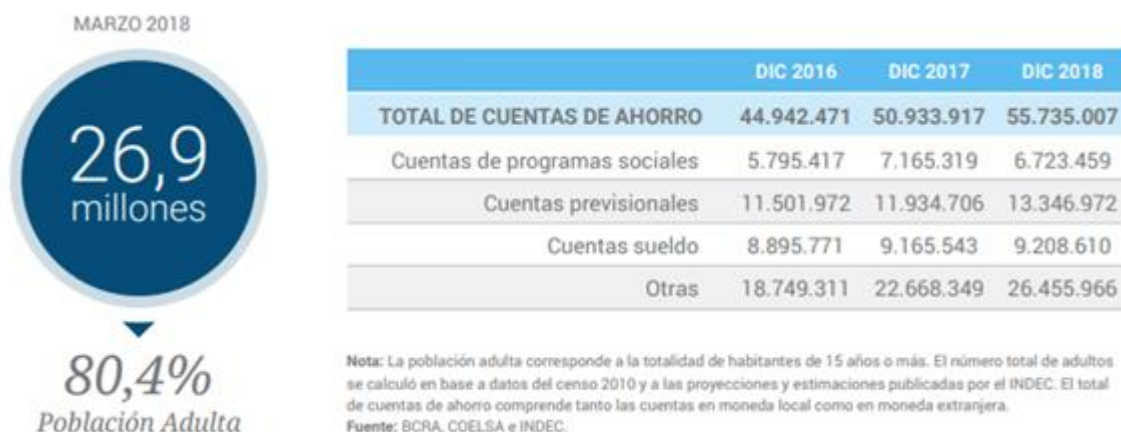 MARZO 2018
26,9
millones
80,4%
Población Adulta
DIC 2016 DIC 2017 DIC 2018
TOTAL DE CUENTAS DE AHORRO 44.942.471 50.933.917 55.735.007
Cuentas de programas sociales 5.795.417 7.165.319 6.723.459
Cuentas previsionales 11.501.972 11.934.706 13.346.972
Cuentas sueldo 8.895.771 9.165.543 9.208.610
Otras 18.749.311 22.668.349 26.455.966
Nota: La población adulta corresponde a la totalidad de habitantes de 15 años o más. El número total de adultos
se calculó en base a datos del censo 2010 y a las proyecciones y estimaciones publicadas por el INDEC. El total
de cuentas de ahorro comprende tanto las cuentas en moneda local como en moneda extranjera.
Fuente: BCRA, COELSA e INDEC.